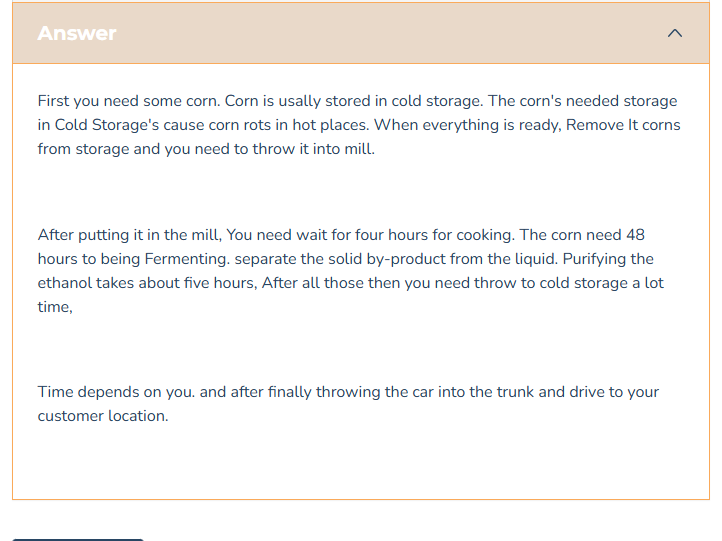 Answer
First you need some corn. Corn is usally stored in cold storage. The corn's needed storage
in Cold Storage's cause corn rots in hot places. When everything is ready, Remove It corns
from storage and you need to throw it into mill.
After putting it in the mill, You need wait for four hours for cooking. The corn need 48
hours to being Fermenting. separate the solid by-product from the liquid. Purifying the
ethanol takes about five hours, After all those then you need throw to cold storage a lot
time,
Time depends on you. and after finally throwing the car into the trunk and drive to your
customer location.